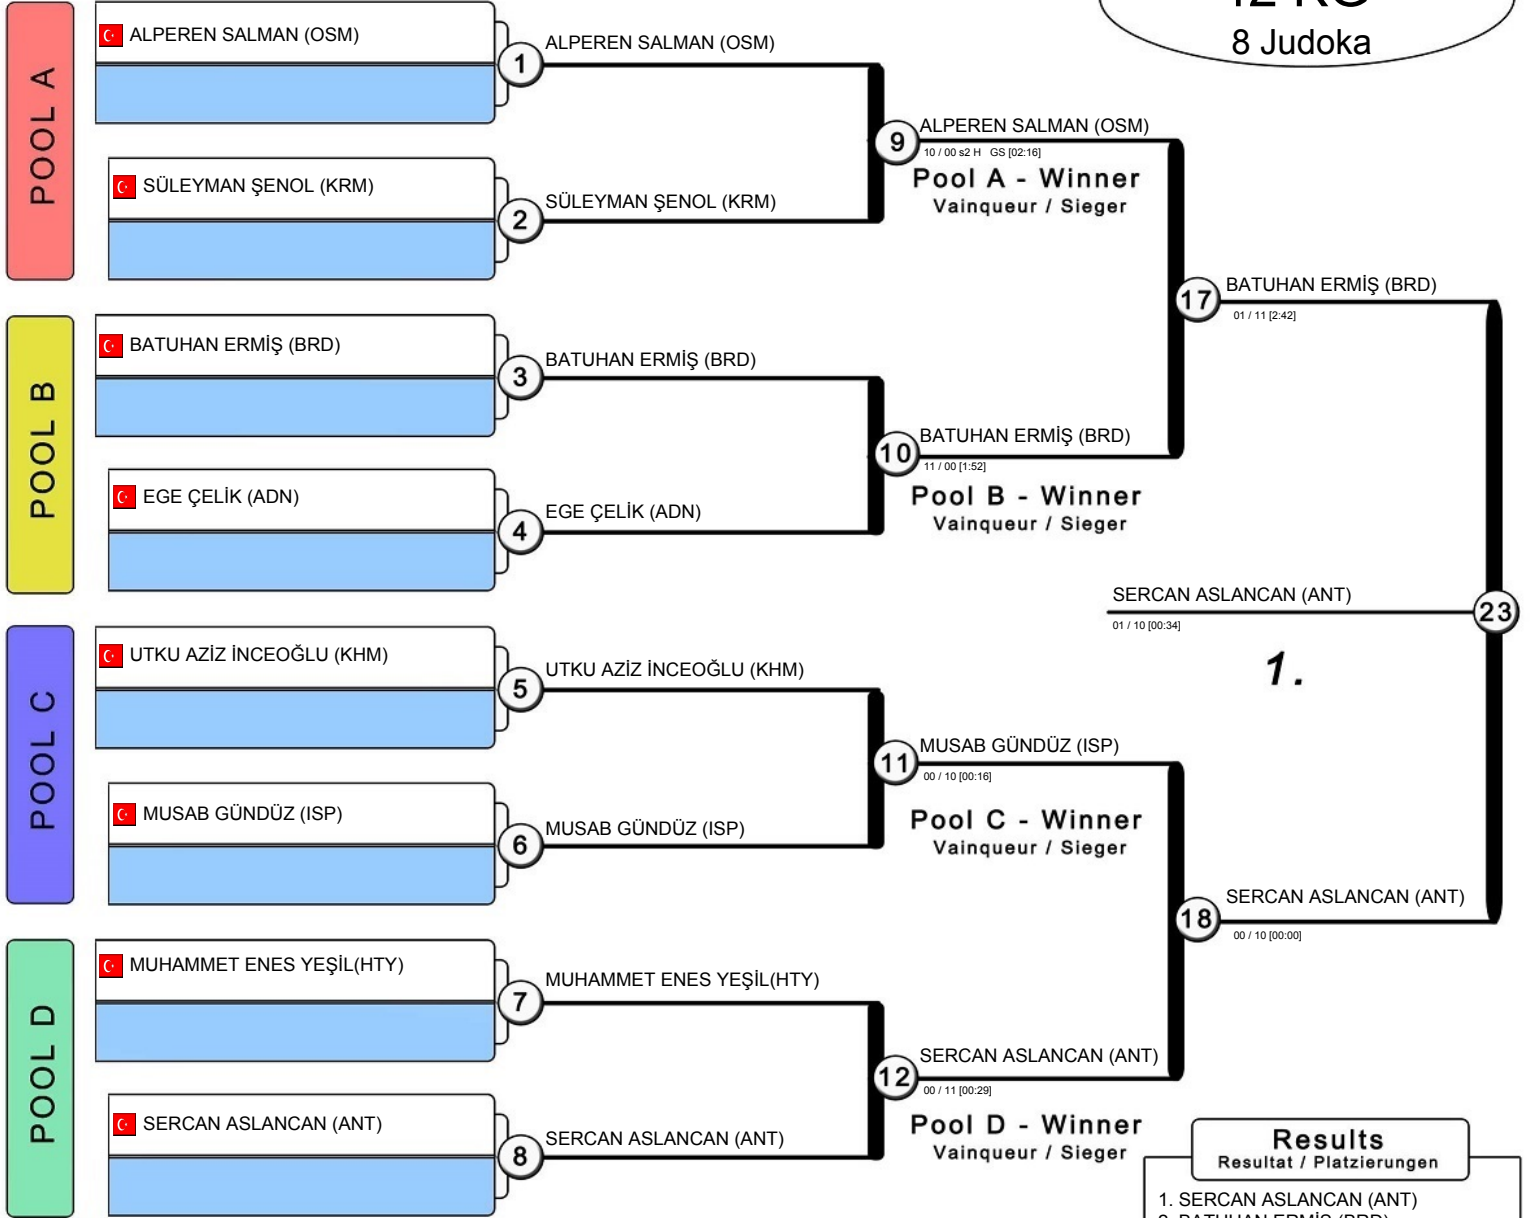 8 Judoka
POOL A
ALPEREN SALMAN (OSM)
1
ALPEREN SALMAN (OSM)
SÜLEYMAN ŞENOL (KRM)
2
SÜLEYMAN ŞENOL (KRM)
9
ALPEREN SALMAN (OSM)
10 / 00 s2 H GS [02:16]
Pool A - Winner
Vainqueur / Sieger
POOL B
BATUHAN ERMİŞ (BRD)
3
BATUHAN ERMİŞ (BRD)
EGE ÇELİK (ADN)
4
EGE ÇELİK (ADN)
10
BATUHAN ERMİŞ (BRD)
11 / 00 [1:52]
Pool B - Winner
Vainqueur / Sieger
17
BATUHAN ERMİŞ (BRD)
01 / 11 [2:42]
POOL C
UTKU AZİZ İNCEOĞLU (KHM)
5
UTKU AZİZ İNCEOĞLU (KHM)
MUSAB GÜNDÜZ (ISP)
6
MUSAB GÜNDÜZ (ISP)
11
MUSAB GÜNDÜZ (ISP)
00 / 10 [00:16]
Pool C - Winner
Vainqueur / Sieger
POOL D
MUHAMMET ENES YEŞİL(HTY)
7
MUHAMMET ENES YEŞİL(HTY)
SERCAN ASLANCAN (ANT)
8
SERCAN ASLANCAN (ANT)
12
SERCAN ASLANCAN (ANT)
00 / 11 [00:29]
Pool D - Winner
Vainqueur / Sieger
18
SERCAN ASLANCAN (ANT)
00 / 10 [00:00]
SERCAN ASLANCAN (ANT)
23
01 / 10 [00:34]
1.
Results
Resultat / Platzierungen
1. SERCAN ASLANCAN (ANT)
2. BATUHAN ERMİŞ (BRD)